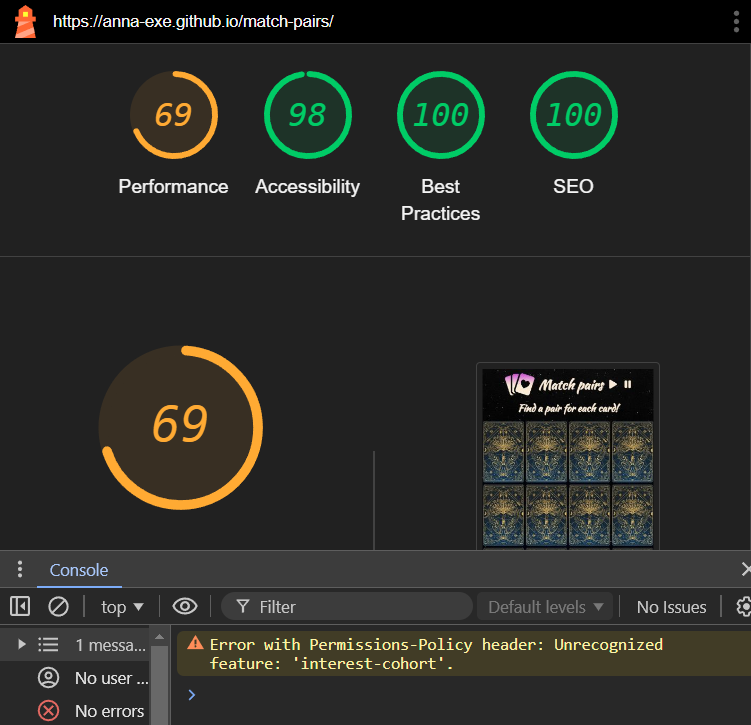 https://anna-exe.github.io/match-pairs/
69
98
100
100
Performance
Accessibility
Best
Practices
SEO
69
Match pairs
Find a pair for each card!
Console
top
Filter
Default levels
No Issues
1 messa...
Error with Permissions-Policy header: Unrecognized
feature: 'interest-cohort'.
No user ...
No errors